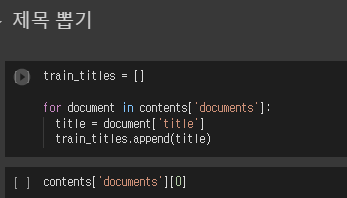 제목 뽑기
train_titles = []
for document in contents['documents']:
title = document['title']
train_titles.append(title)
[ ] contents['documents'][0]